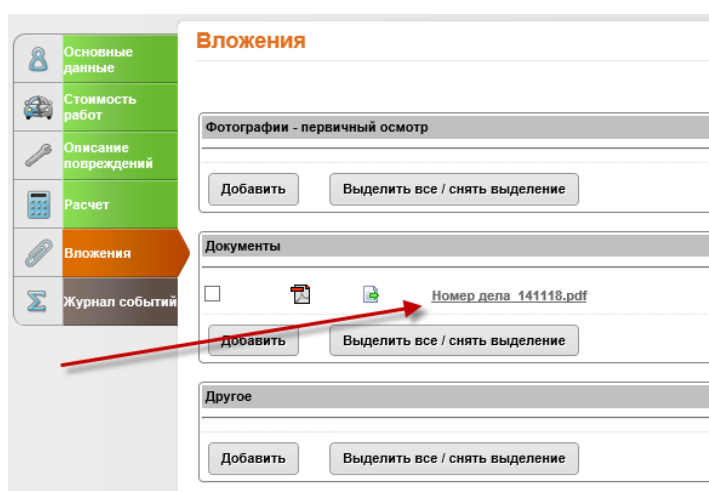 Вложения
Основные
данные
Стоимость
работ
Описание
повреждений
Расчет
Вложения
Журнал событий
Фотографии - первичный осмотр
Добавить
Выделить все / снять выделение
Документы
Номер дела_141118.pdf
Добавить
Выделить все / снять выделение
Другое
Добавить
Выделить все / снять выделение